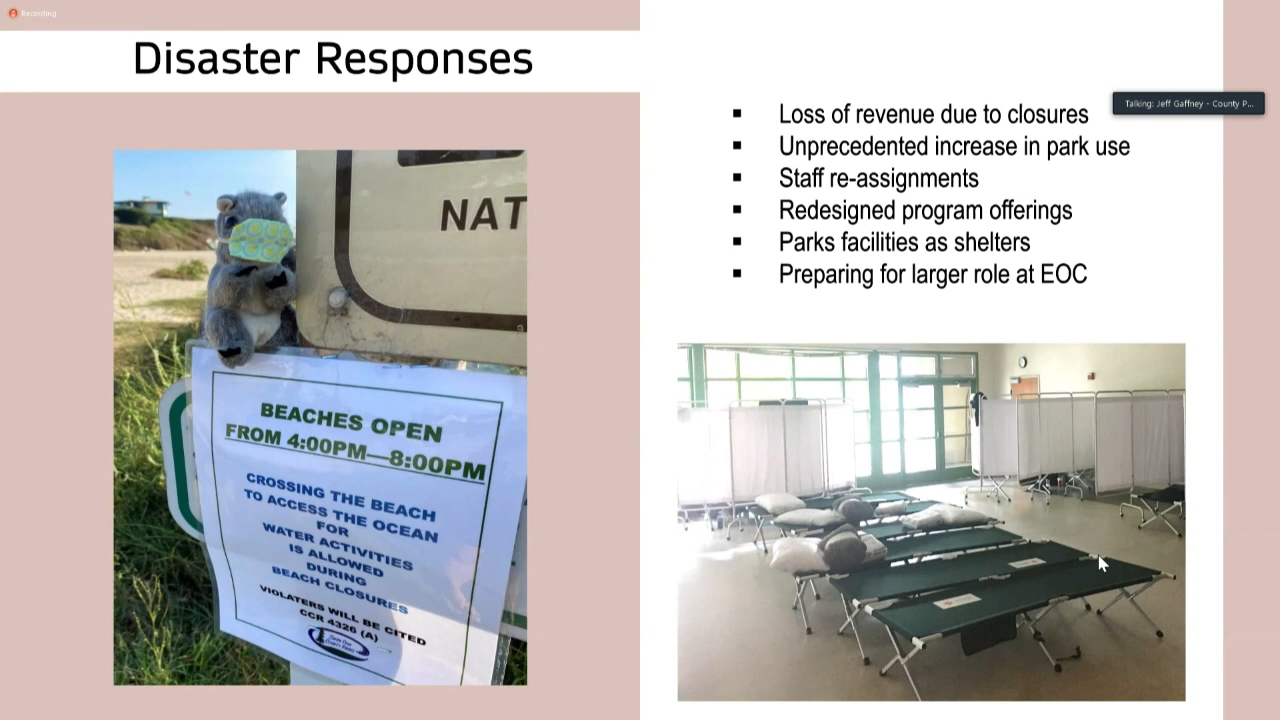 Recording
Disaster Responses
NAT
BEACHES OPEN
FROM 4:00PM—8:00PM
CROSSING THE BEACH
TO ACCESS THE OCEAN
FOR
WATER ACTIVITIES
IS ALLOWED
DURING
BEACH CLOSURES
VIOLATERS WILL BE CITED
CCR 4326 (A)
Talking: Jeff Gaffney - County P...
▪ Loss of revenue due to closures
▪ Unprecedented increase in park use
▪ Staff re-assignments
▪ Redesigned program offerings
▪ Parks facilities as shelters
▪ Preparing for larger role at EOC